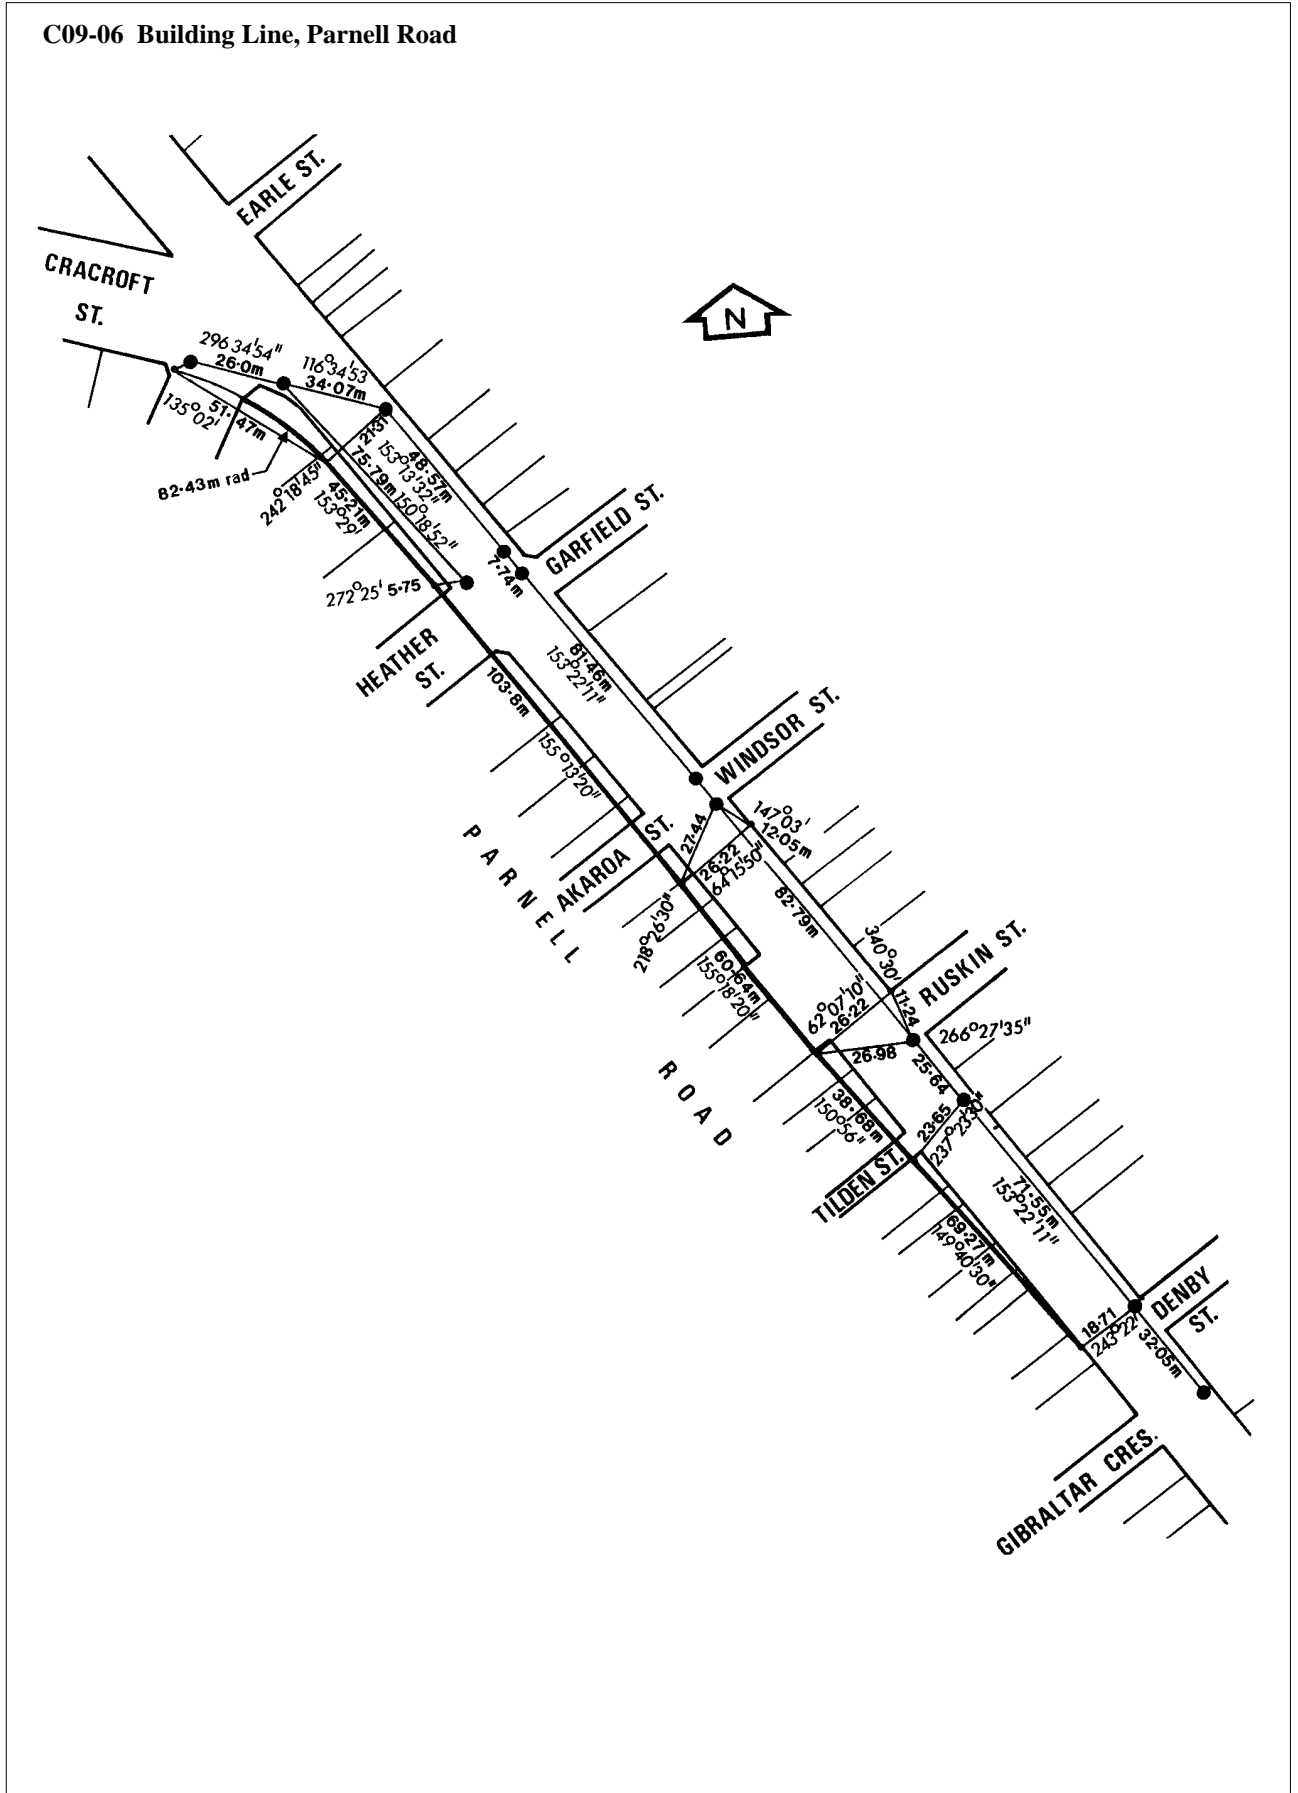 C09-06 Building Line, Parnell Road
EARLE ST.
CRACROFT
ST.
N
296 34'54"
26·0m
116°34'53
34·07m
135°02'
51·47m
82·43m rad
21·31
242°18'45"
48·57m
153°13'32"
75·79m
150°18'52"
45·21m
153°29'
7·74m
GARFIELD ST.
272°25' 5·75
HEATHER
ST.
103·8m
155°13'20"
81·46m
153°22'11"
WINDSOR ST.
147°03'
12·05m
27·44
26·22
64°15'50"
AKAROA ST.
218°26'30"
82·79m
PARNELL
ROAD
60·64m
155°18'20"
340°30'
11·24
RUSKIN ST.
62°07'10"
26·22
26·98
266°27'35"
25·64
38·68m
150°56"
23·65
237°23'30"
TILDEN ST.
71·55m
153°22'11"
69·27m
149°40'30"
18·71
243°22'
DENBY
ST.
32·05m
GIBRALTAR CRES.